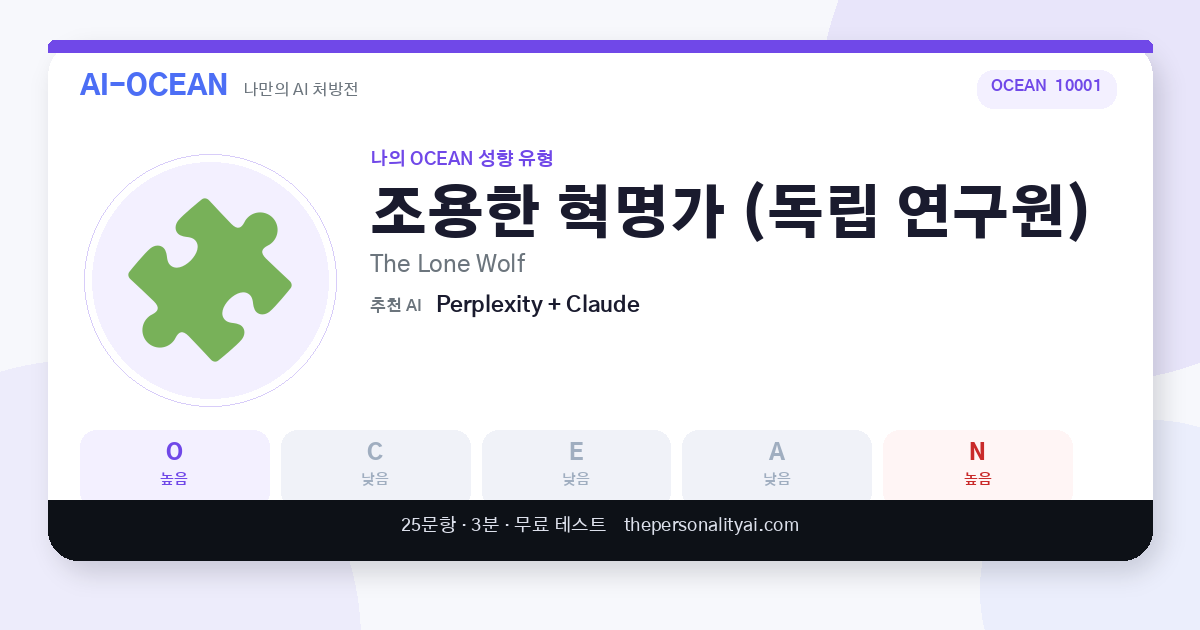 AI-OCEAN 나만의 AI 처방전
OCEAN 10001
나의 OCEAN 성향 유형
조용한 혁명가 (독립 연구원)
The Lone Wolf
추천 AI Perplexity + Claude
O C E A N
높음 낮음 낮음 낮음 높음
25문항 · 3분 · 무료 테스트 thepersonalityai.com